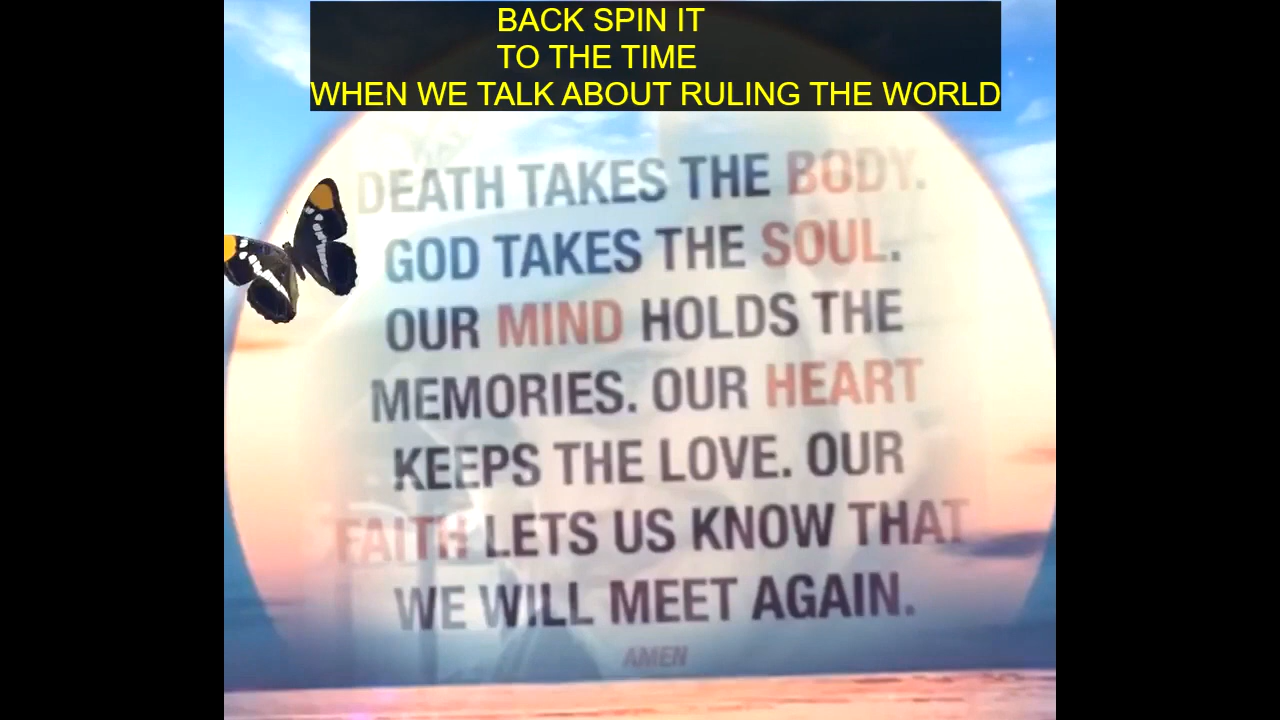 BACK SPIN IT
TO THE TIME
WHEN WE TALK ABOUT RULING THE WORLD
DEATH TAKES THE BODY.
GOD TAKES THE SOUL.
OUR MIND HOLDS THE
MEMORIES. OUR HEART
KEEPS THE LOVE. OUR
FAITH LETS US KNOW THAT
WE WILL MEET AGAIN.
AMEN